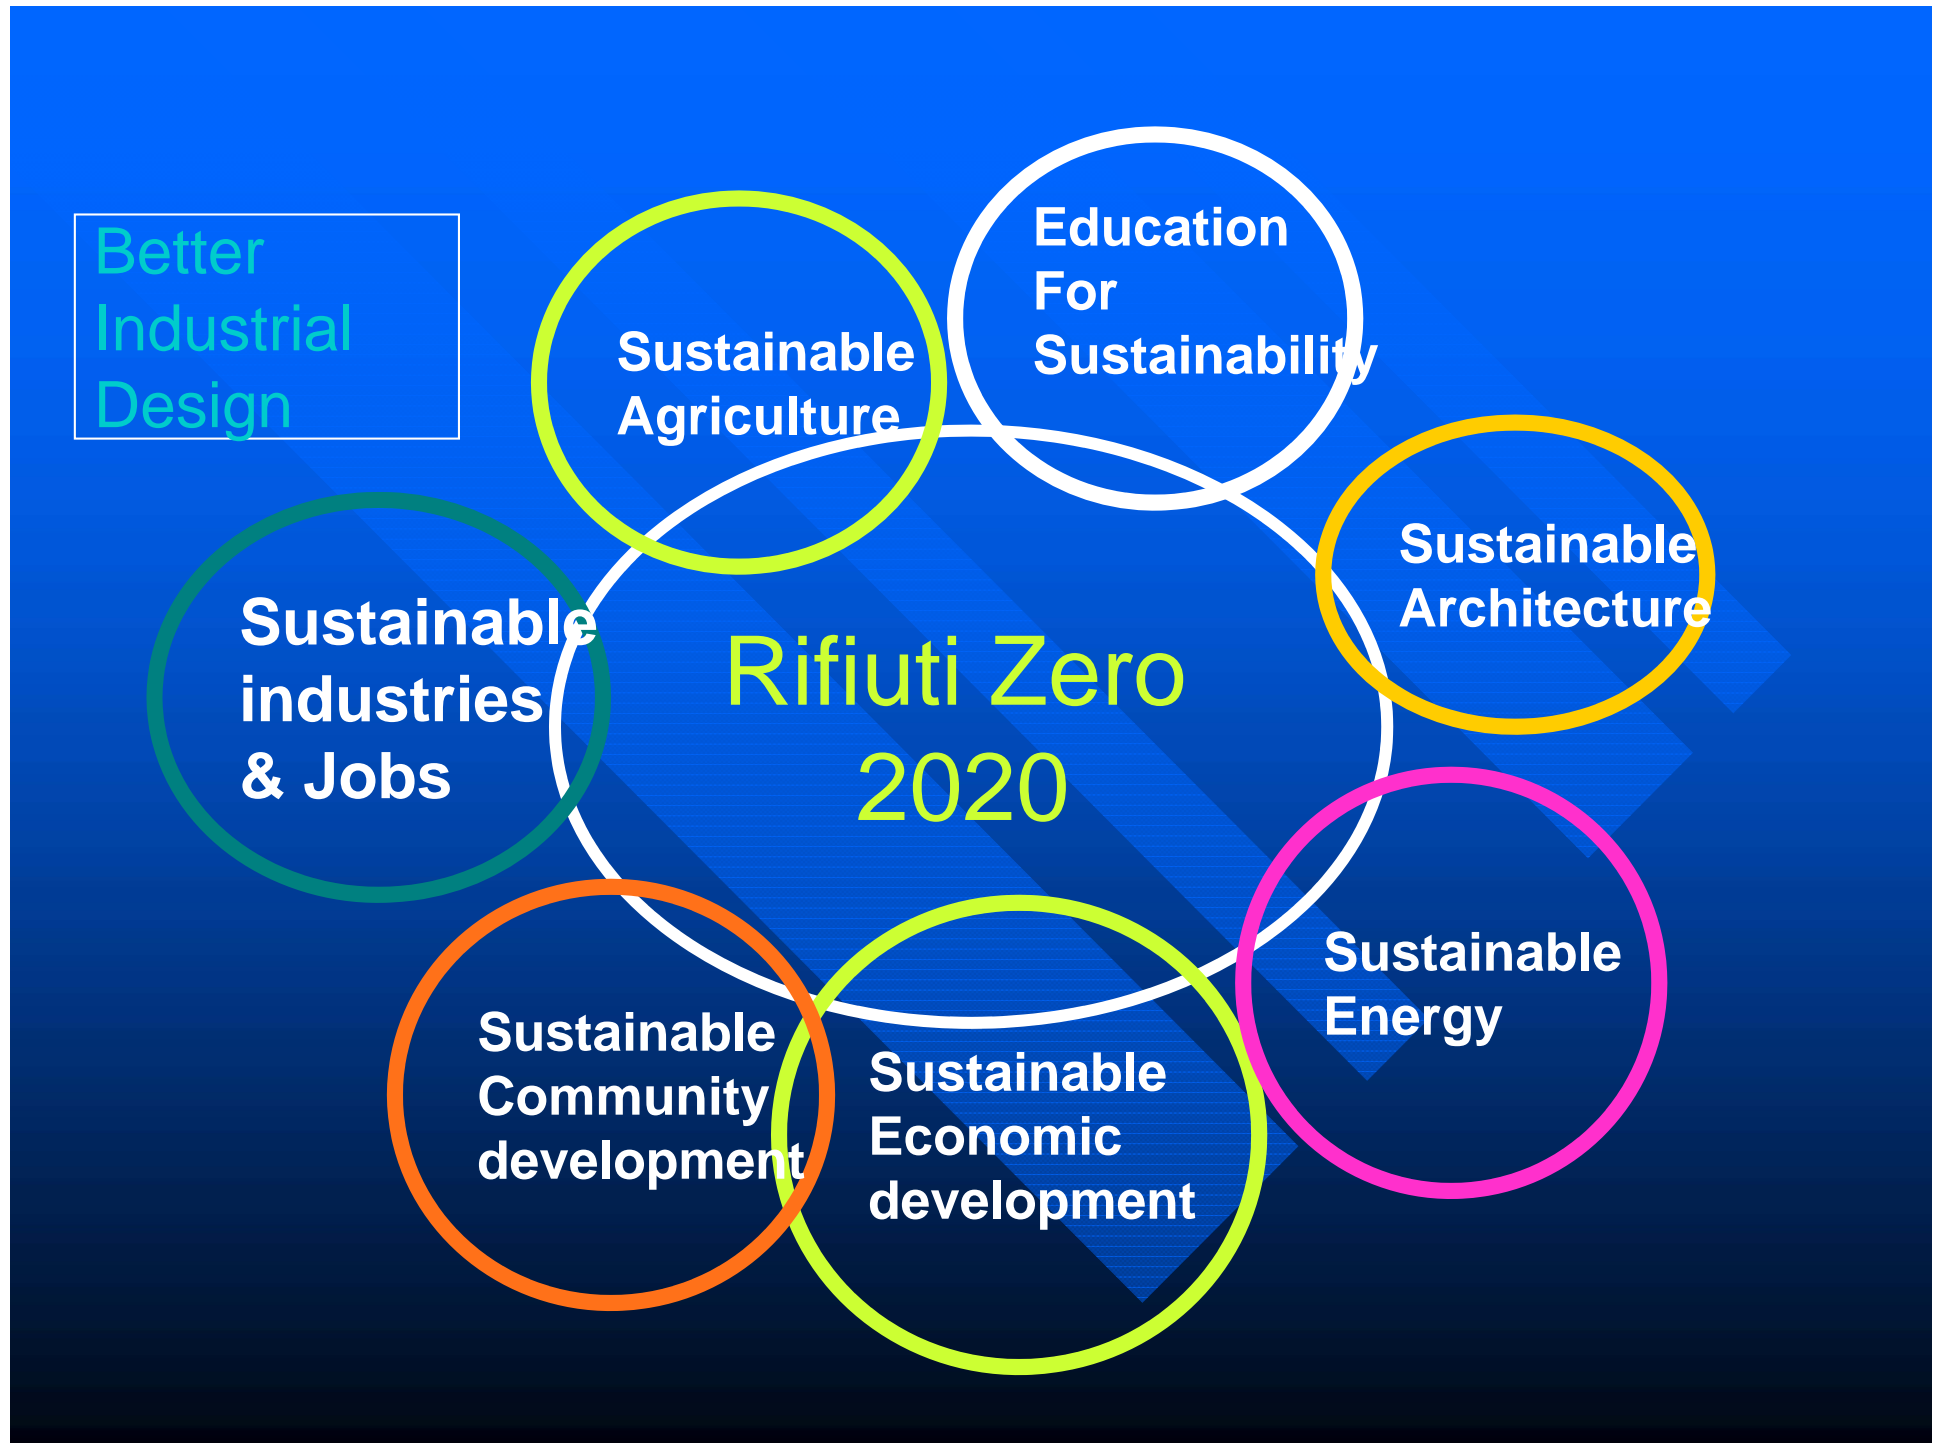 Better
Industrial
Design
Sustainable
Agriculture
Education
For
Sustainability
Sustainable
Architecture
Sustainable
industries
& Jobs
Rifiuti Zero
2020
Sustainable
Energy
Sustainable
Community
development
Sustainable
Economic
development